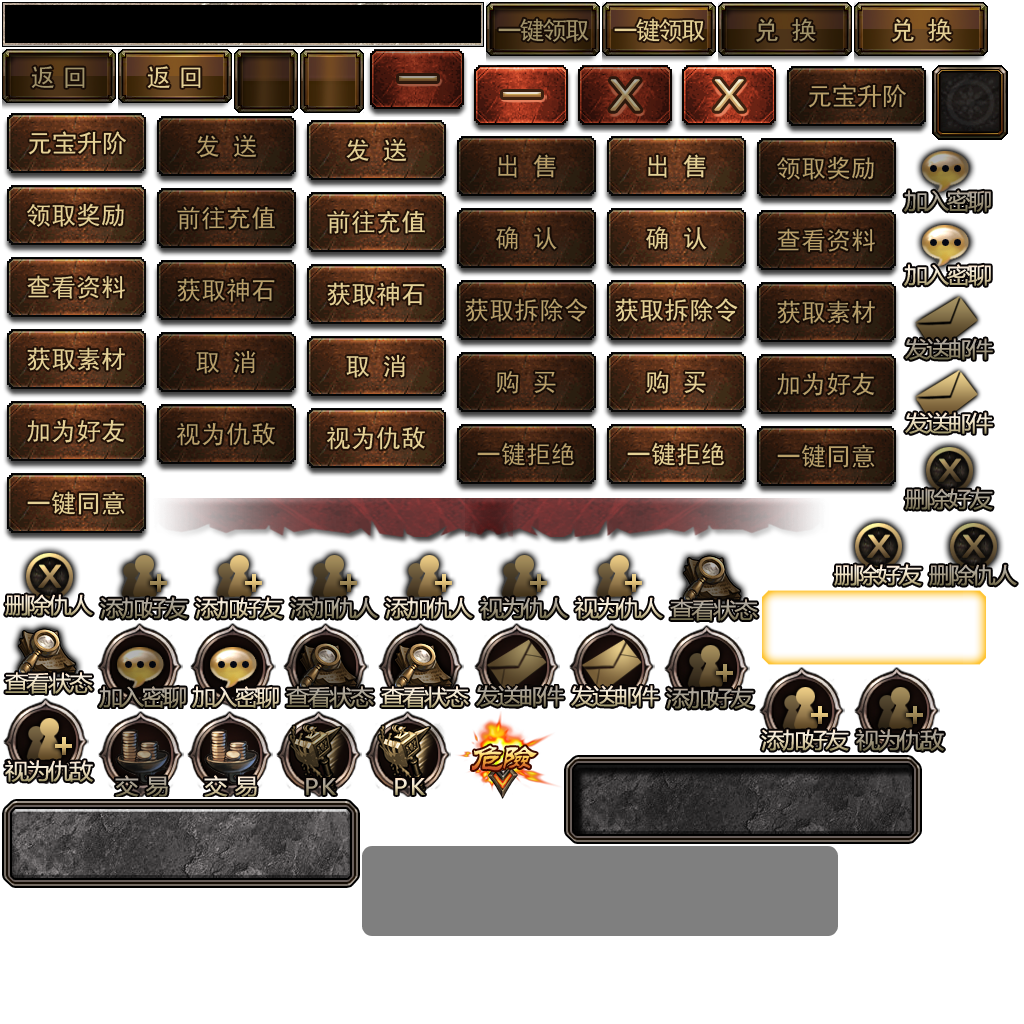 一键领取
一键领取
兑 换
兑 换
返 回
返 回
元宝升阶
元宝升阶
发 送
发 送
出 售
出 售
领取奖励
加入密聊
领取奖励
前往充值
前往充值
确 认
确 认
查看资料
加入密聊
查看资料
获取神石
获取神石
获取拆除令
获取拆除令
获取素材
发送邮件
获取素材
取 消
取 消
购 买
购 买
加为好友
发送邮件
加为好友
视为仇敌
视为仇敌
一键拒绝
一键拒绝
一键同意
删除好友
一键同意
删除好友
删除仇人
删除仇人
添加好友
添加好友
添加仇人
添加仇人
视为仇人
视为仇人
查看状态
查看状态
加入密聊
加入密聊
查看状态
查看状态
发送邮件
发送邮件
添加好友
添加好友
视为仇敌
视为仇敌
交易
交易
PK
PK
危險